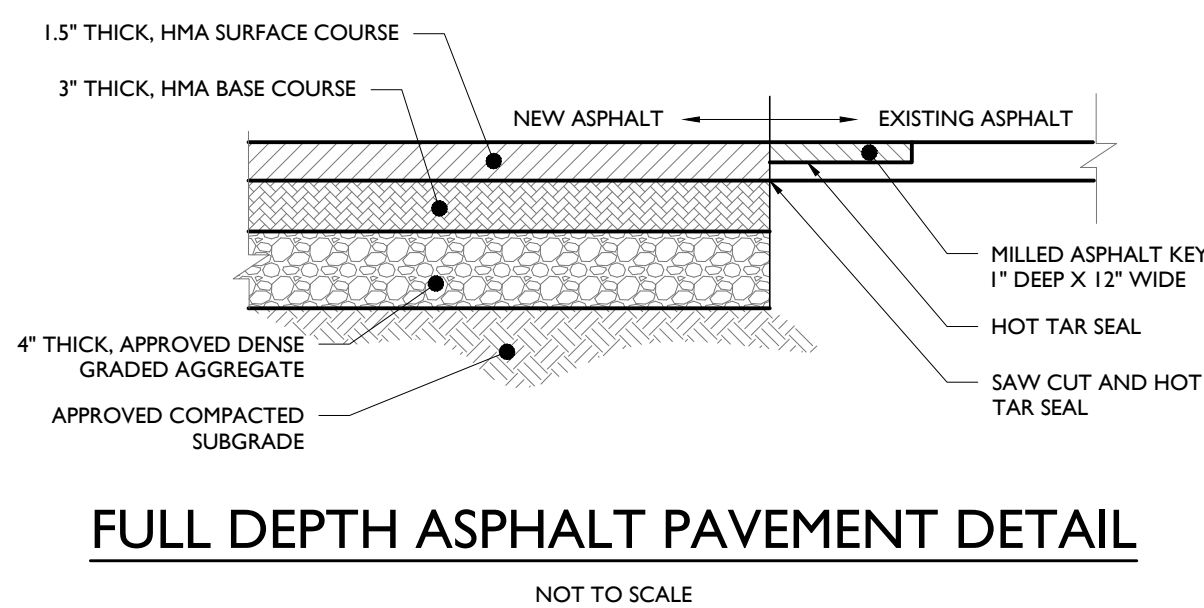 1.5" THICK, HMA SURFACE COURSE
3" THICK, HMA BASE COURSE
NEW ASPHALT
EXISTING ASPHALT
MILLED ASPHALT KEY
1" DEEP X 12" WIDE
HOT TAR SEAL
SAW CUT AND HOT
TAR SEAL
4" THICK, APPROVED DENSE
GRADED AGGREGATE
APPROVED COMPACTED
SUBGRADE
FULL DEPTH ASPHALT PAVEMENT DETAIL
NOT TO SCALE